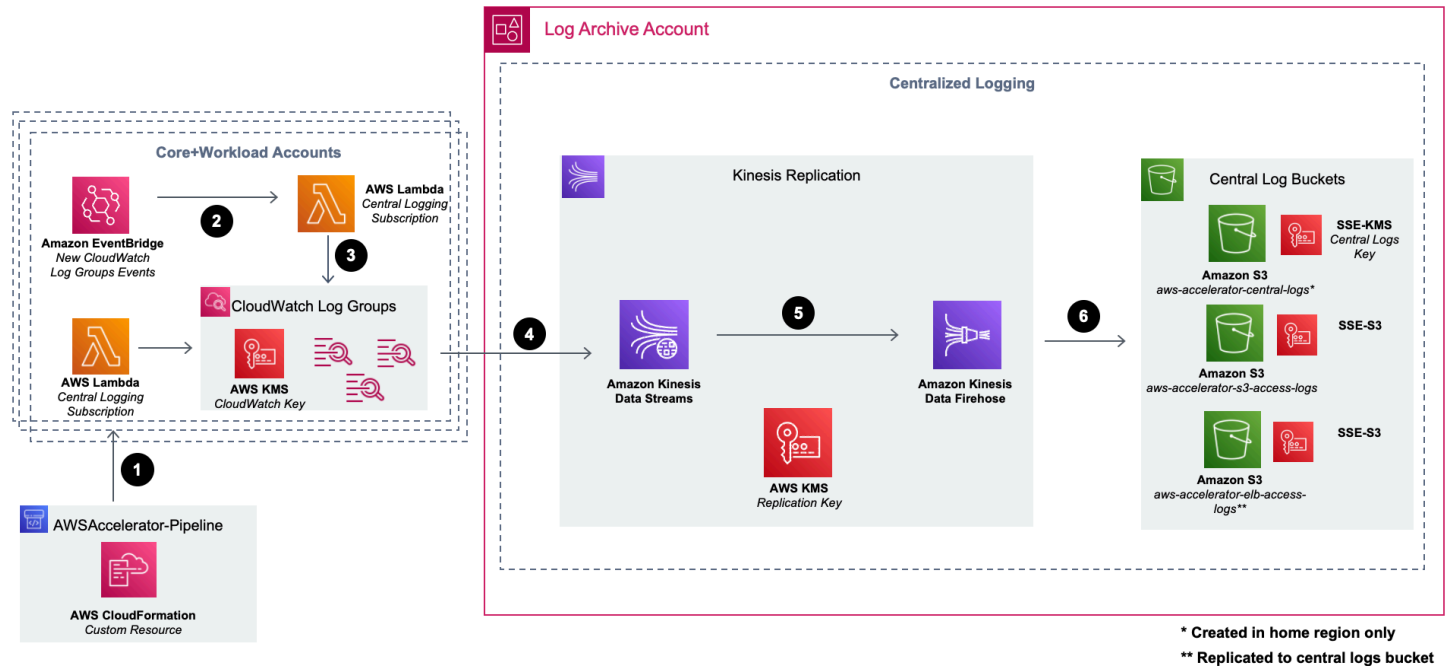 Log Archive Account
Centralized Logging
Core+Workload Accounts
Amazon EventBridge
New CloudWatch
Log Groups Events
2
AWS Lambda
Central Logging
Subscription
3
CloudWatch Log Groups
AWS KMS
CloudWatch Key
AWS Lambda
Central Logging
Subscription
1
AWSAccelerator-Pipeline
AWS CloudFormation
Custom Resource
4
Kinesis Replication
Amazon Kinesis
Data Streams
5
Amazon Kinesis
Data Firehose
AWS KMS
Replication Key
6
Central Log Buckets
SSE-KMS
Central Logs
Key
Amazon S3
aws-accelerator-central-logs*
SSE-S3
Amazon S3
aws-accelerator-s3-access-logs
SSE-S3
Amazon S3
aws-accelerator-elb-access-
logs**
* Created in home region only
** Replicated to central logs bucket